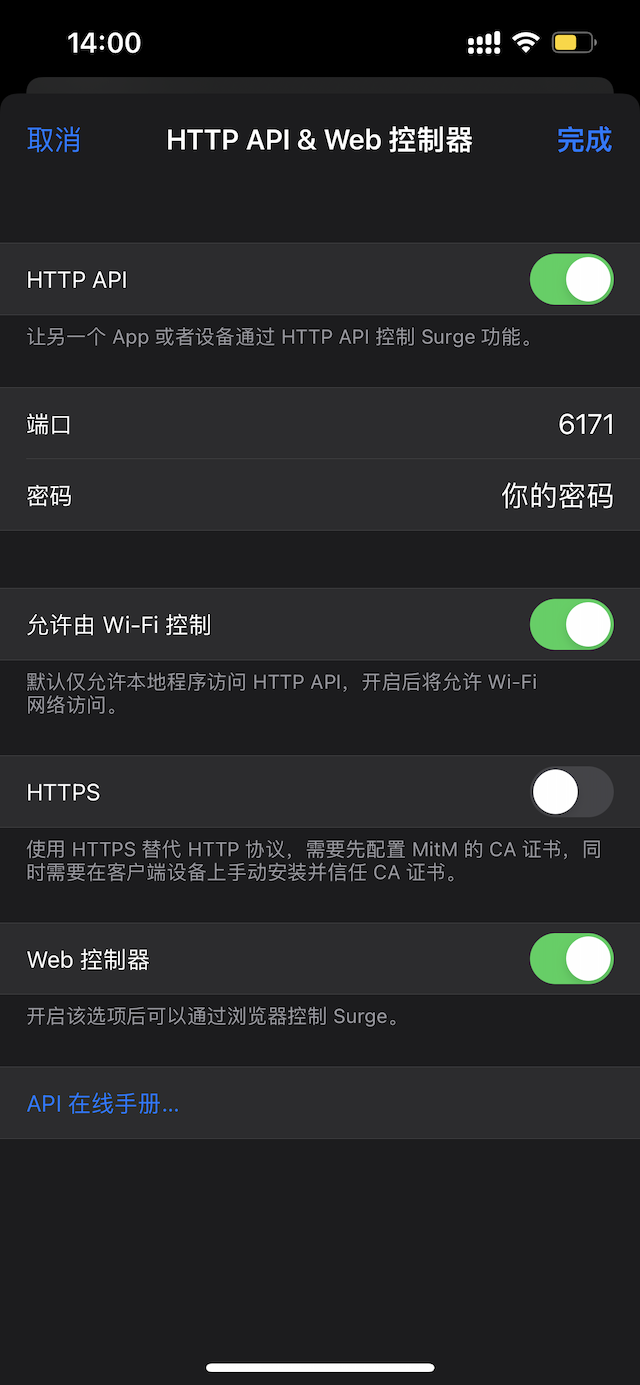 14:00
取消 HTTP API & Web 控制器 完成
HTTP API
让另一个 App 或者设备通过 HTTP API 控制 Surge 功能。
端口 6171
密码 你的密码
允许由 Wi-Fi 控制
默认仅允许本地程序访问 HTTP API，开启后将允许 Wi-Fi
网络访问。
HTTPS
使用 HTTPS 替代 HTTP 协议，需要先配置 MitM 的 CA 证书，同
时需要在客户端设备上手动安装并信任 CA 证书。
Web 控制器
开启该选项后可以通过浏览器控制 Surge。
API 在线手册...